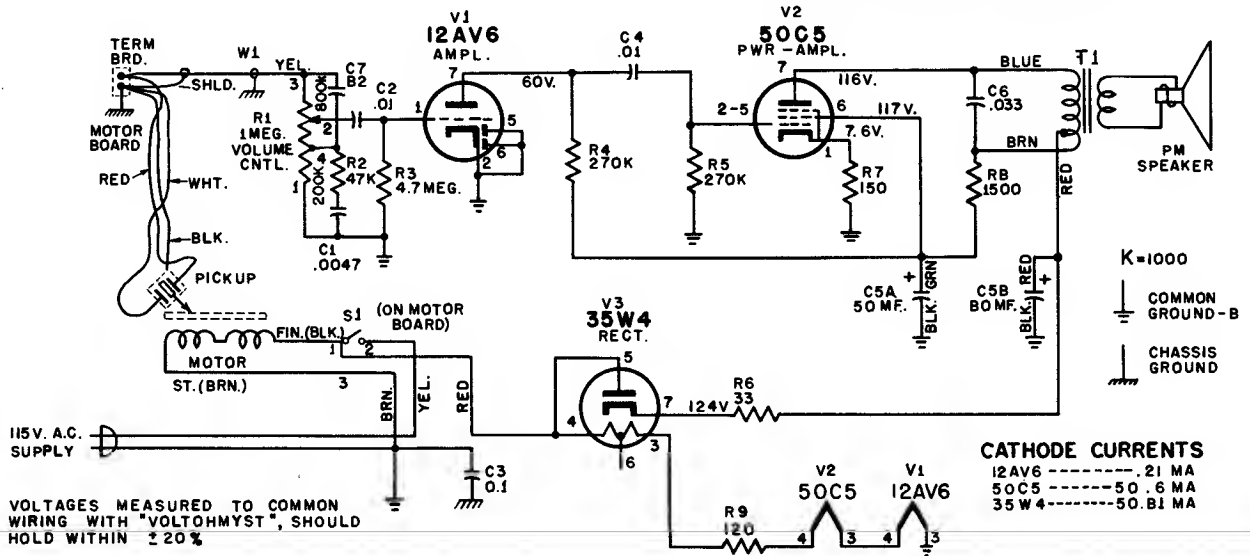 TERM
BRD.
W1
YEL.
3
SHLD.
MOTOR
BOARD
RED
WHT.
BLK.
PICKUP
C7
82
800K
R1
1 MEG.
VOLUME
CNTL.
2
4
1
200K
R2
47K
C1
.0047
C2
.01
R3
4.7 MEG.
V1
12AV6
AMPL.
7
1
5
6
2
60V.
C4
.01
R4
270K
R5
270K
V2
50C5
PWR-AMPL.
7
2-5
6
1
116V.
117V.
7.6V.
R7
150
C6
.033
BLUE
BRN
RED
T1
R8
1500
PM
SPEAKER
C5A
50 MF.
+
GRN
BLK.
C5B
80MF.
+
RED
BLK.
K=1000
COMMON
GROUND-B
CHASSIS
GROUND
FIN.(BLK.)
S1
(ON MOTOR
BOARD)
1
2
MOTOR
ST.(BRN.)
3
BRN.
YEL.
RED
115V. A.C.
SUPPLY
C3
0.1
V3
35W4
RECT.
5
4
7
3
6
124V
R6
33
R9
120
V2
50C5
4
3
V1
12AV6
4
3
CATHODE CURRENTS
12AV6 --------- .21 MA
50C5 ------- 50.6 MA
35W4 ------ 50.81 MA
VOLTAGES MEASURED TO COMMON
WIRING WITH "VOLTOHMYST", SHOULD
HOLD WITHIN ±20%